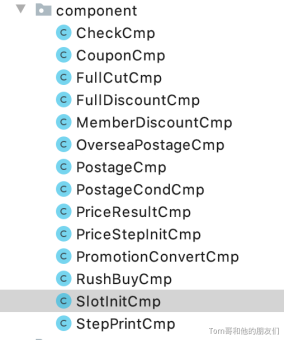 component
C CheckCmp
C CouponCmp
C FullCutCmp
C FullDiscountCmp
C MemberDiscountCmp
C OverseaPostageCmp
C PostageCmp
C PostageCondCmp
C PriceResultCmp
C PriceStepInitCmp
C PromotionConvertCmp
C RushBuyCmp
C SlotInitCmp
C StepPrintCmp
Tom哥和他的朋友们